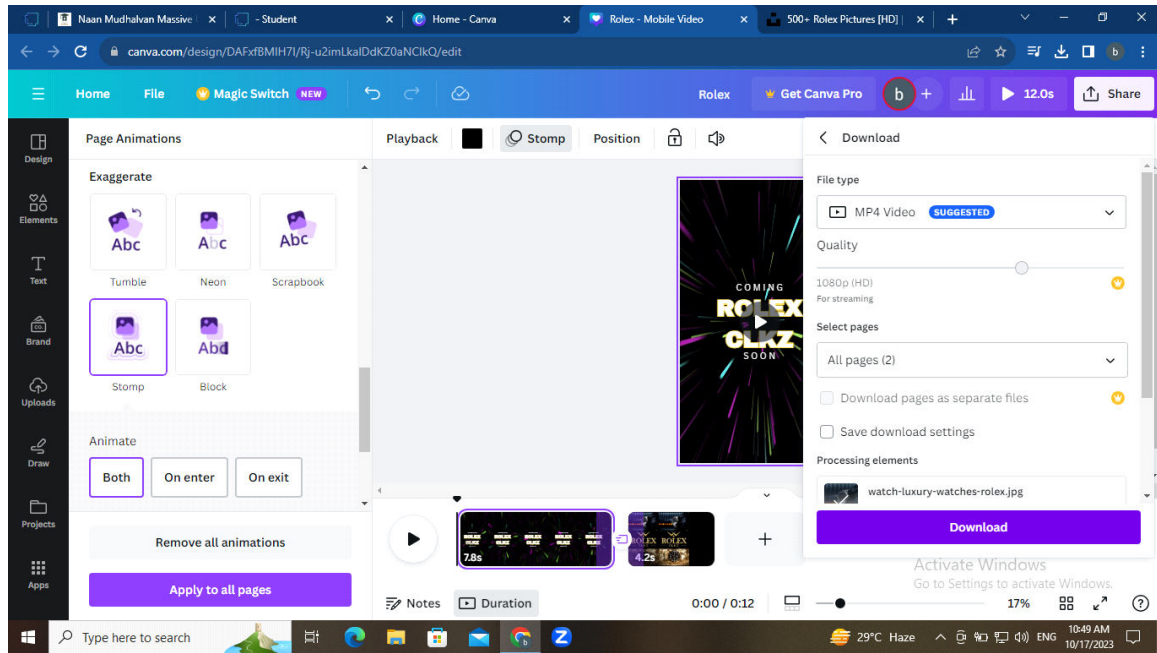 Naan Mudhalvan Massive
- Student
Home - Canva
Rolex - Mobile Video
500+ Rolex Pictures [HD] |
canva.com/design/DAFxfBMIH7I/Rj-u2imLkalDdKZ0aNClkQ/edit
b
Home File Magic Switch NEW Rolex Get Canva Pro b 12.0s Share
Design
Elements
Text
Brand
Uploads
Draw
Projects
Apps
Page Animations
Exaggerate
Abc Abc Abc
Tumble Neon Scrapbook
Abc Abd
Stomp Block
Animate
Both On enter On exit
Remove all animations
Apply to all pages
Playback Stomp Position
COMING
ROLEX
CLKZ
SOON
7.8s
4.2s
ROLEX ROLEX
Notes Duration 0:00 / 0:12 17%
Download
File type
MP4 Video SUGGESTED
Quality
1080p (HD)
For streaming
Select pages
All pages (2)
Download pages as separate files
Save download settings
Processing elements
watch-luxury-watches-rolex.jpg
Download
Activate Windows
Go to Settings to activate Windows.
Type here to search
29°C Haze ENG 10:49 AM
10/17/2023